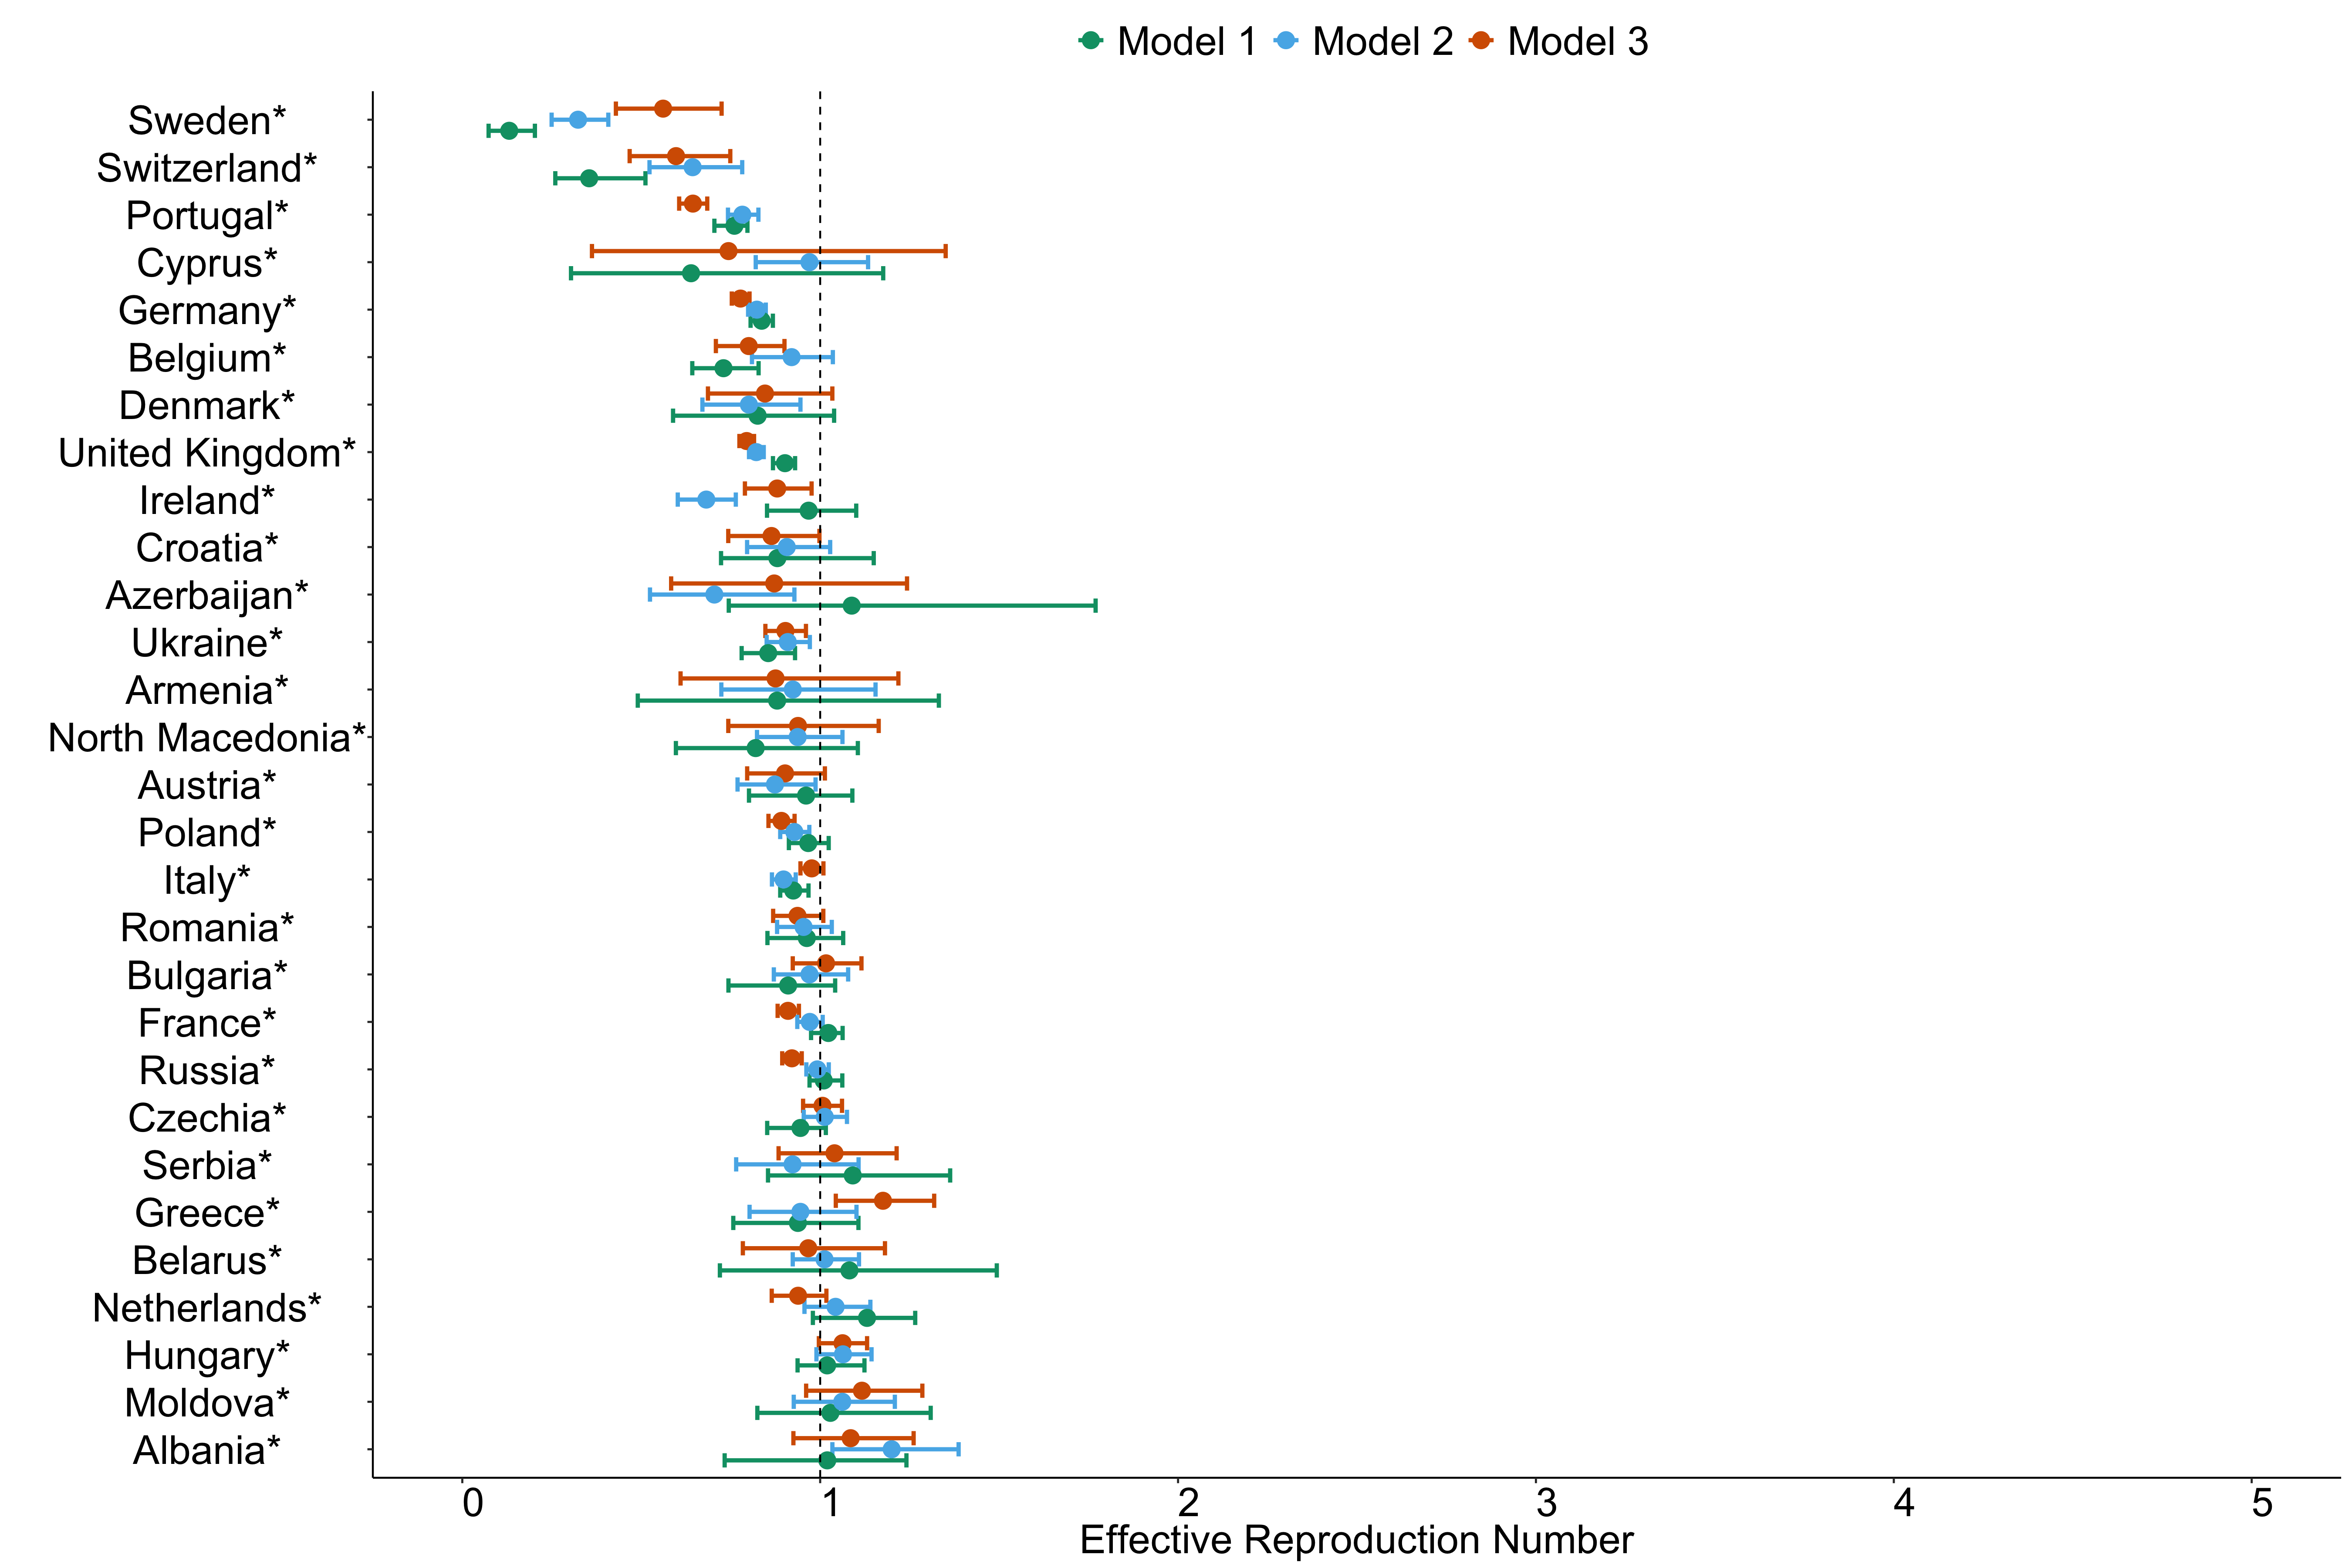 Model 1 Model 2 Model 3
Sweden*
Switzerland*
Portugal*
Cyprus*
Germany*
Belgium*
Denmark*
United Kingdom*
Ireland*
Croatia*
Azerbaijan*
Ukraine*
Armenia*
North Macedonia*
Austria*
Poland*
Italy*
Romania*
Bulgaria*
France*
Russia*
Czechia*
Serbia*
Greece*
Belarus*
Netherlands*
Hungary*
Moldova*
Albania*
0 1 2 3 4 5
Effective Reproduction Number